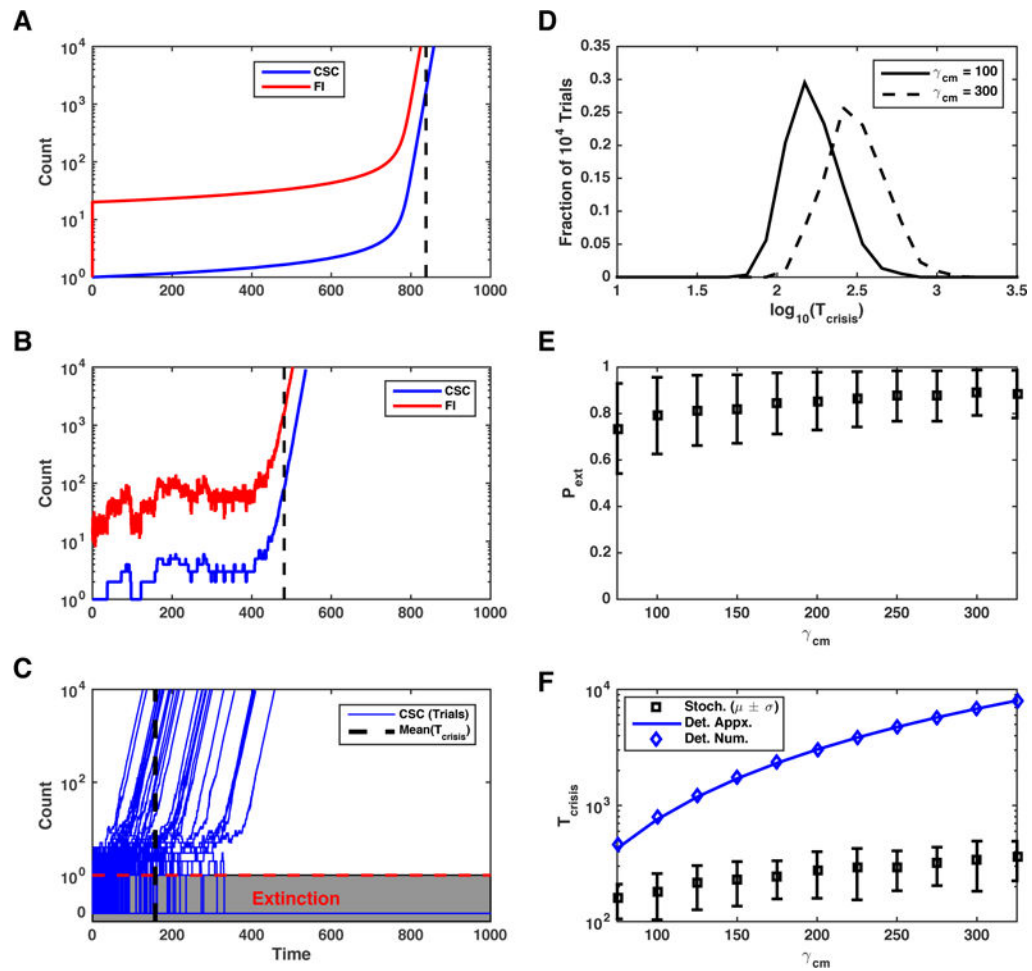 A
10^4
10^3
10^2
10^1
10^0
Count
CSC
FI
0 200 400 600 800 1000
B
10^4
10^3
10^2
10^1
10^0
Count
CSC
FI
0 200 400 600 800 1000
C
10^4
10^2
10^0
0
Count
CSC (Trials)
Mean(T_crisis)
Extinction
0 200 400 600 800 1000
Time
D
0.35
0.3
0.25
0.2
0.15
0.1
0.05
0
Fraction of 10^4 Trials
γ_cm = 100
γ_cm = 300
1 1.5 2 2.5 3 3.5
log_10(T_crisis)
E
1
0.8
0.6
0.4
0.2
0
P_ext
100 150 200 250 300
γ_cm
F
10^4
10^3
10^2
T_crisis
Stoch. (μ ± σ)
Det. Appx.
Det. Num.
100 150 200 250 300
γ_cm